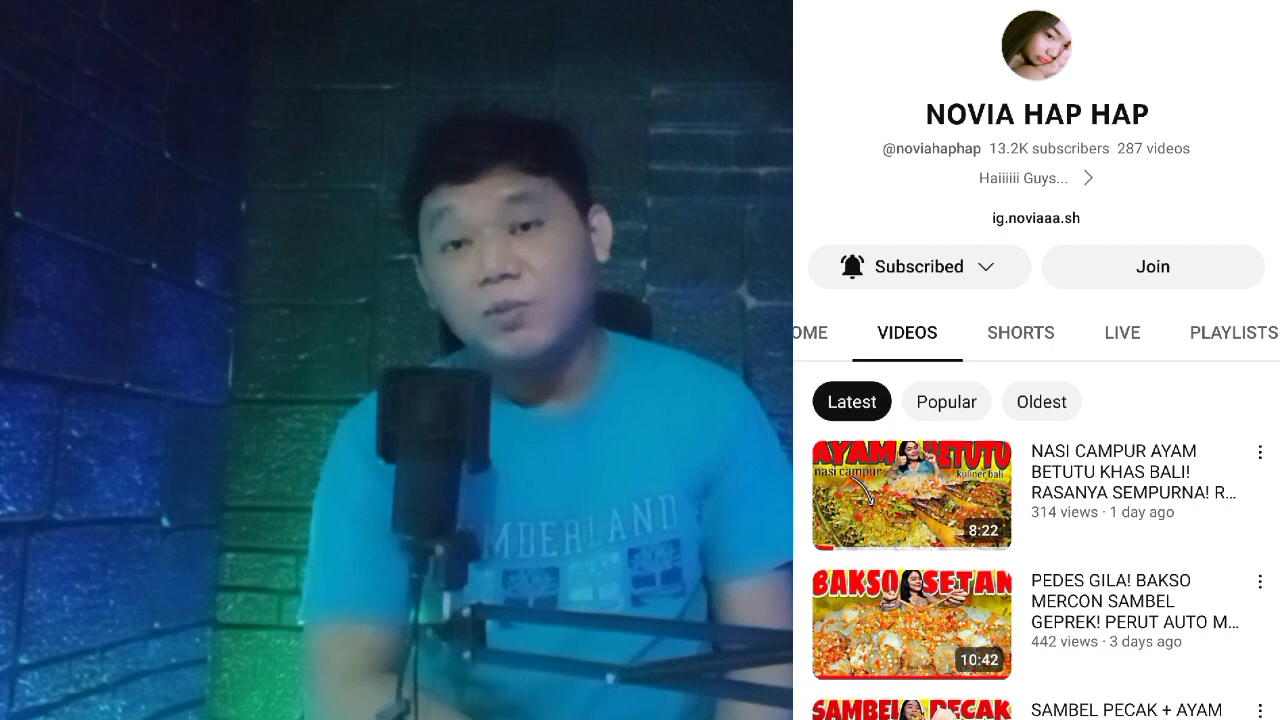 MBERLAND
NOVIA HAP HAP
@noviahaphap 13.2K subscribers 287 videos
Haiiiiii Guys...
ig.noviaaa.sh
Subscribed
Join
OME VIDEOS SHORTS LIVE PLAYLISTS
Latest Popular Oldest
AYAM BETUTU
nasi campur
kuliner bali
8:22
NASI CAMPUR AYAM
BETUTU KHAS BALI!
RASANYA SEMPURNA! R...
314 views · 1 day ago
BAKSO SETAN
10:42
PEDES GILA! BAKSO
MERCON SAMBEL
GEPREK! PERUT AUTO M...
442 views · 3 days ago
SAMBEL PECAK
SAMBEL PECAK + AYAM